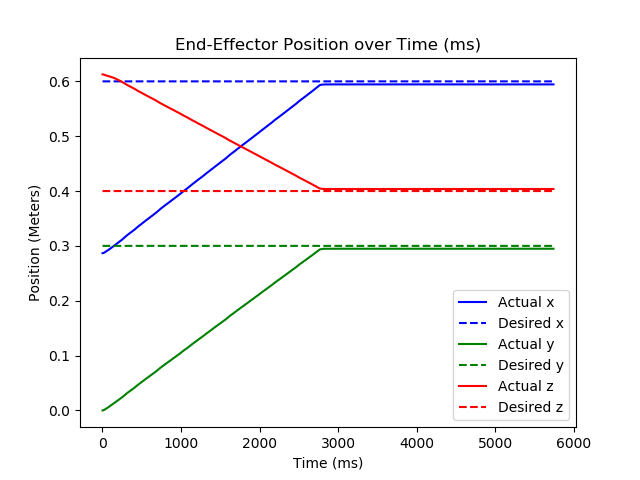 End-Effector Position over Time (ms)
Position (Meters)
0.6
0.5
0.4
0.3
0.2
0.1
0.0
Actual x
Desired x
Actual y
Desired y
Actual z
Desired z
0 1000 2000 3000 4000 5000 6000
Time (ms)